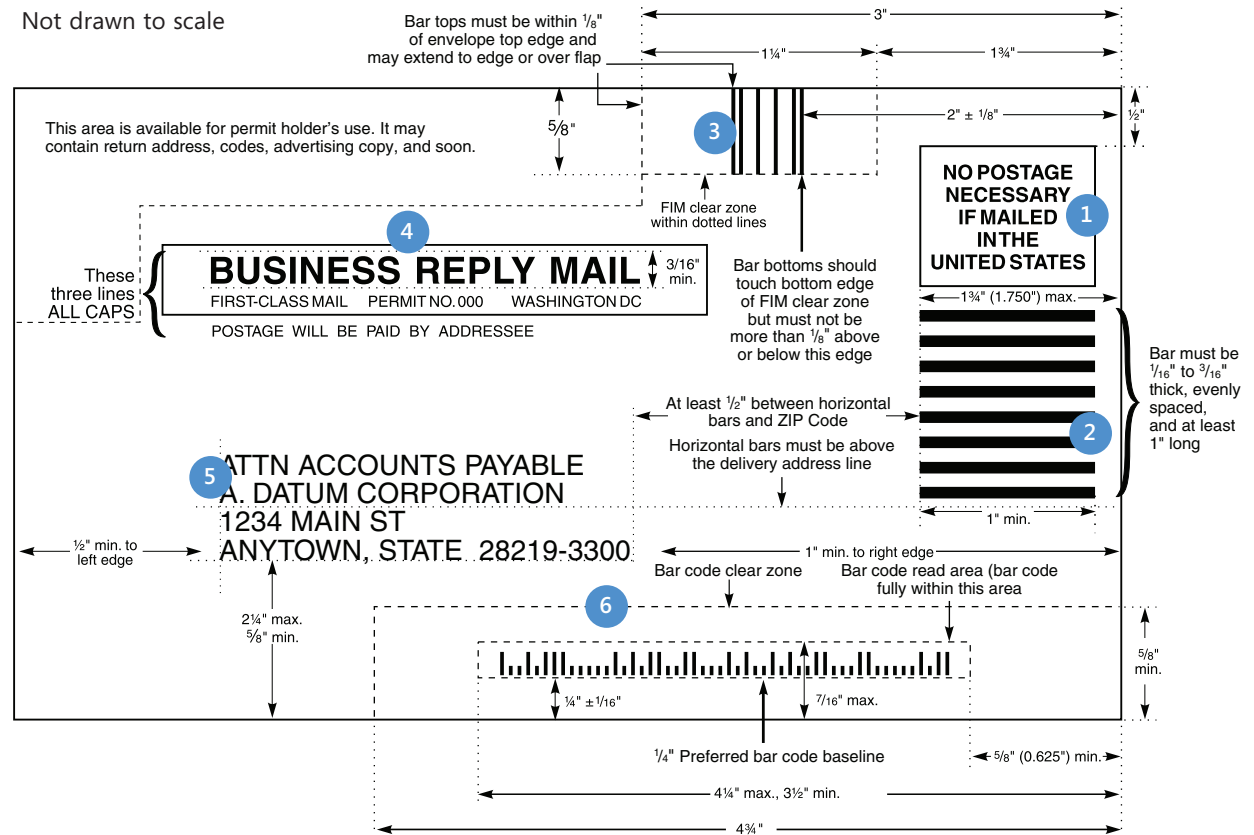 Not drawn to scale
Bar tops must be within 1/8"
of envelope top edge and
may extend to edge or over flap
3"
1¼"
1¾"
This area is available for permit holder's use. It may
contain return address, codes, advertising copy, and soon.
5/8"
3
2" ± 1/8"
½"
NO POSTAGE
NECESSARY
IF MAILED
INTHE
UNITED STATES
1
FIM clear zone
within dotted lines
4
These
three lines
ALL CAPS
BUSINESS REPLY MAIL
3/16"
min.
FIRST-CLASS MAIL PERMIT NO. 000 WASHINGTON DC
POSTAGE WILL BE PAID BY ADDRESSEE
Bar bottoms should
touch bottom edge
of FIM clear zone
but must not be
more than 1/8" above
or below this edge
1¾" (1.750") max.
Bar must be
1/16" to 3/16"
thick, evenly
spaced,
and at least
1" long
2
At least 1/2" between horizontal
bars and ZIP Code
Horizontal bars must be above
the delivery address line
5
ATTN ACCOUNTS PAYABLE
A. DATUM CORPORATION
1234 MAIN ST
ANYTOWN, STATE 28219-3300
1" min.
½" min. to
left edge
1" min. to right edge
Bar code clear zone
Bar code read area (bar code
fully within this area
6
2¼" max.
5/8" min.
5/8"
min.
¼" ± 1/16"
7/16" max.
1/4" Preferred bar code baseline
5/8" (0.625") min.
4¼" max., 3½" min.
4¾"